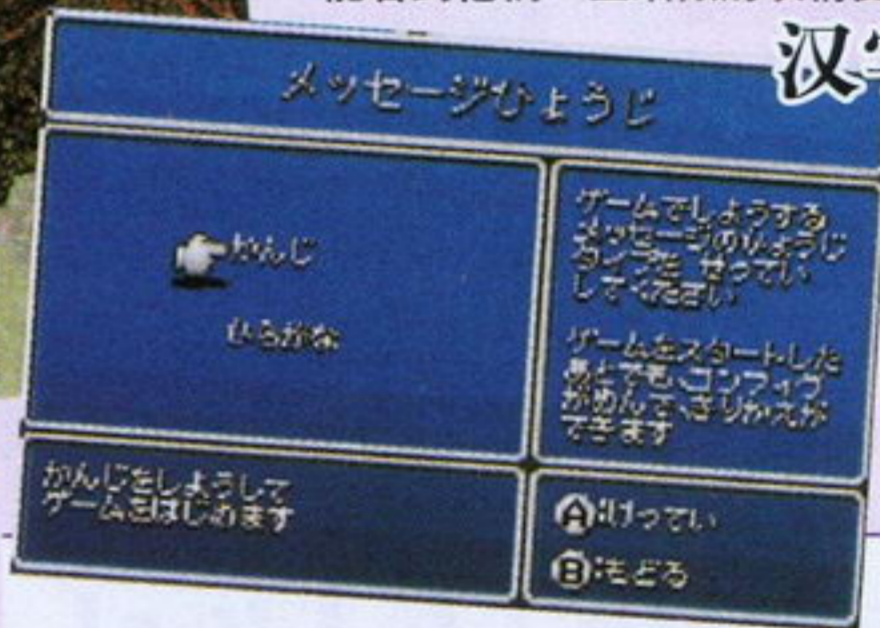 汉
メッセージひょうじ
かんじ
ひらがな
ゲームでしようする
メッセージのひょうじ
タイプを せってい
してください
ゲームをスタートした
あとでも、コンフィグ
がめんで、きりかえが
できます
かんじをしようして
ゲームをはじめます
A:けってい
B:もどる